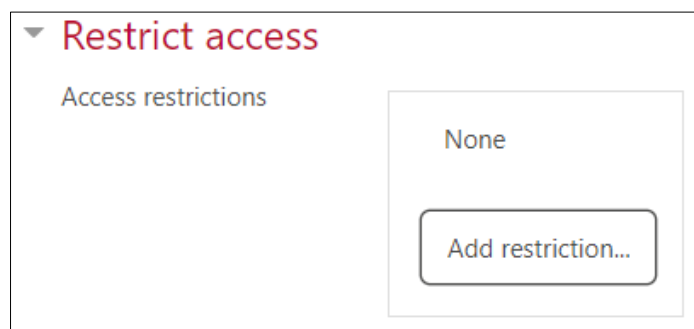 Restrict access
Access restrictions
None
Add restriction...